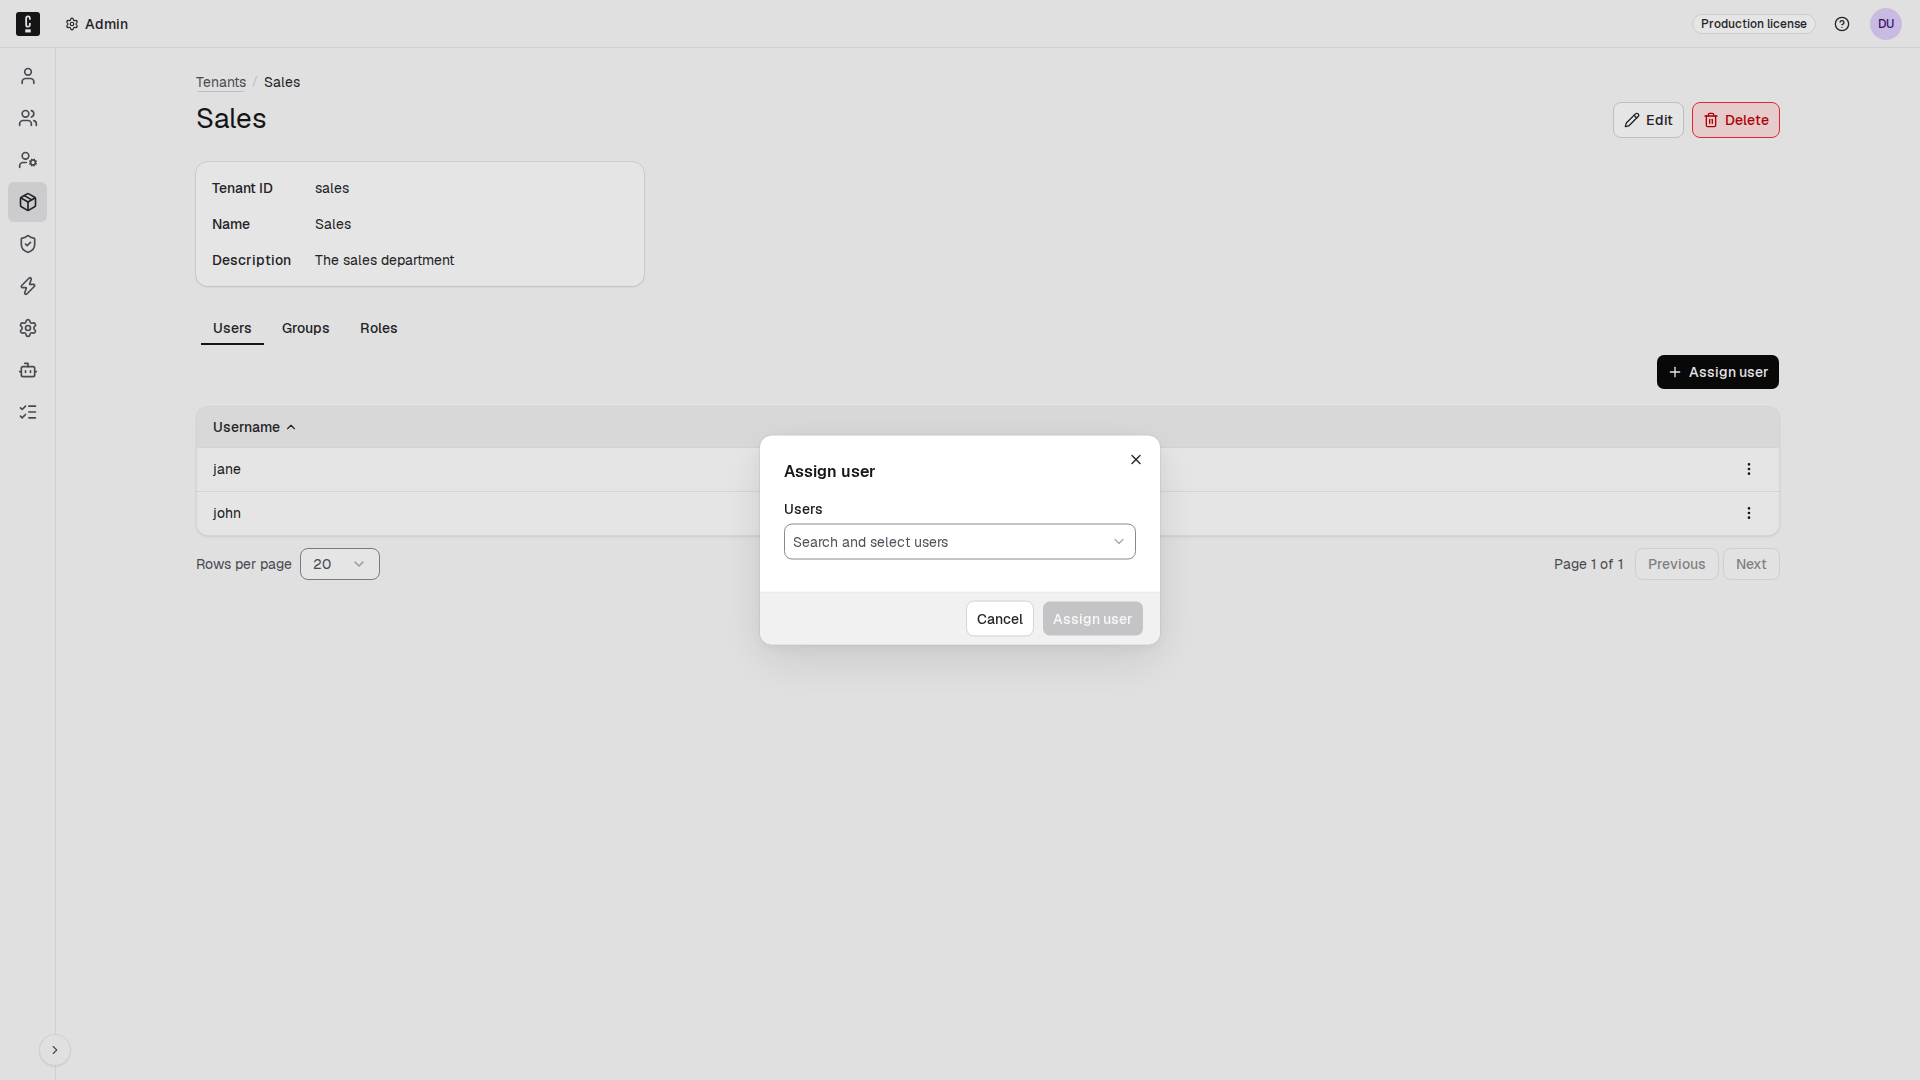 Admin
Production license
DU
Tenants / Sales
Sales
Edit
Delete
Tenant ID sales
Name Sales
Description The sales department
Users Groups Roles
Assign user
Username
jane
john
Rows per page 20
Page 1 of 1 Previous Next
Assign user
Users
Search and select users
Cancel Assign user